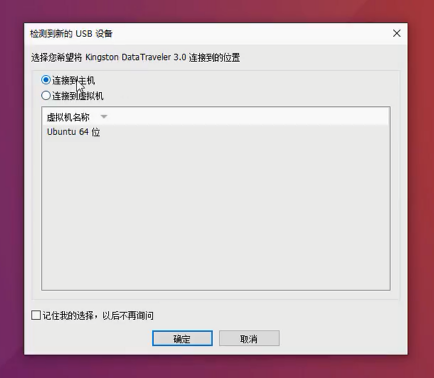 检测到新的 USB 设备
选择您希望将 Kingston DataTraveler 3.0 连接到的位置
连接到主机
连接到虚拟机
虚拟机名称
Ubuntu 64 位
记住我的选择，以后不再询问
确定
取消